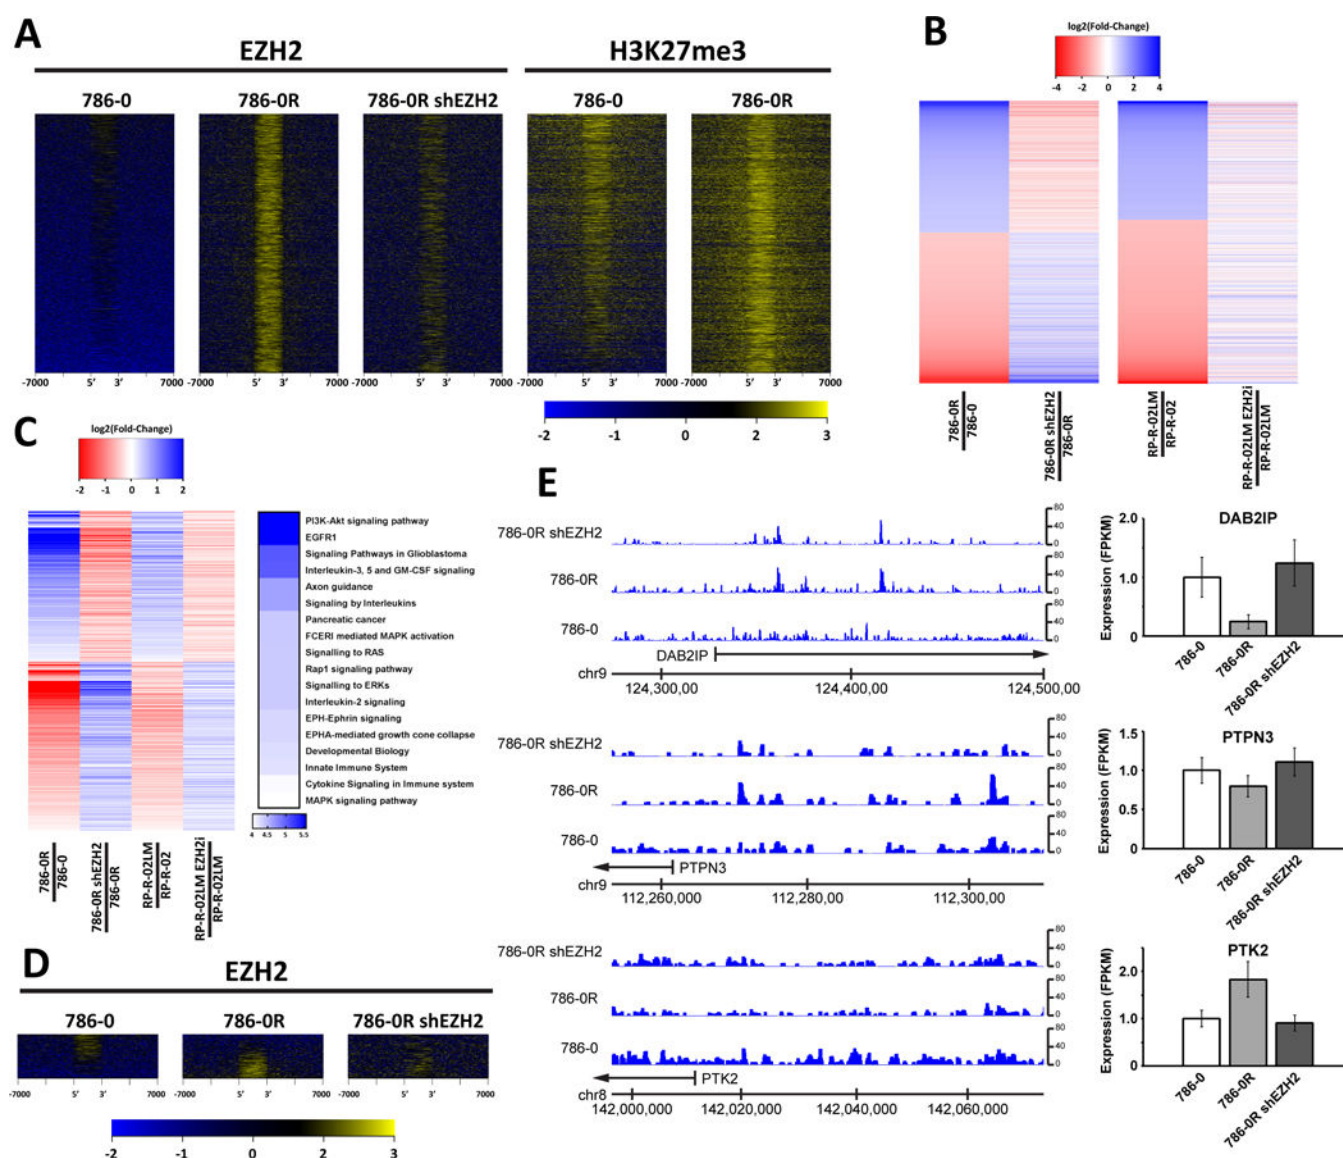 A
EZH2
H3K27me3
786-0
786-0R
786-0R shEZH2
786-0
786-0R
-7000 5' 3' 7000
-7000 5' 3' 7000
-7000 5' 3' 7000
-7000 5' 3' 7000
-7000 5' 3' 7000
-2 -1 0 1 2 3
B
log2(Fold-Change)
-4 -2 0 2 4
786-0R
786-0
786-0R shEZH2
786-0R
RP-R-02LM
RP-R-02
RP-R-02LM EZH2i
RP-R-02LM
C
log2(Fold-Change)
-2 -1 0 1 2
PI3K-Akt signaling pathway
EGFR1
Signaling Pathways in Glioblastoma
Interleukin-3, 5 and GM-CSF signaling
Axon guidance
Signaling by Interleukins
Pancreatic cancer
FCERI mediated MAPK activation
Signalling to RAS
Rap1 signaling pathway
Signalling to ERKs
Interleukin-2 signaling
EPH-Ephrin signaling
EPHA-mediated growth cone collapse
Developmental Biology
Innate Immune System
Cytokine Signaling in Immune system
MAPK signaling pathway
4 4.5 5 5.5
786-0R
786-0
786-0R shEZH2
786-0R
RP-R-02LM
RP-R-02
RP-R-02LM EZH2i
RP-R-02LM
D
EZH2
786-0
786-0R
786-0R shEZH2
-7000 5' 3' 7000
-7000 5' 3' 7000
-7000 5' 3' 7000
-2 -1 0 1 2 3
E
786-0R shEZH2
80
40
0
786-0R
80
40
0
786-0
80
40
0
DAB2IP
chr9
124,300,00 124,400,00 124,500,00
DAB2IP
Expression (FPKM)
2.0
1.0
0
786-0
786-0R
786-0R shEZH2
786-0R shEZH2
80
40
0
786-0R
80
40
0
786-0
80
40
0
PTPN3
chr9
112,260,000 112,280,00 112,300,00
PTPN3
Expression (FPKM)
1.5
1.0
0.5
0
786-0
786-0R
786-0R shEZH2
786-0R shEZH2
80
40
0
786-0R
80
40
0
786-0
80
40
0
PTK2
chr8
142,000,000 142,020,000 142,040,000 142,060,000
PTK2
Expression (FPKM)
2.0
1.0
0
786-0
786-0R
786-0R shEZH2